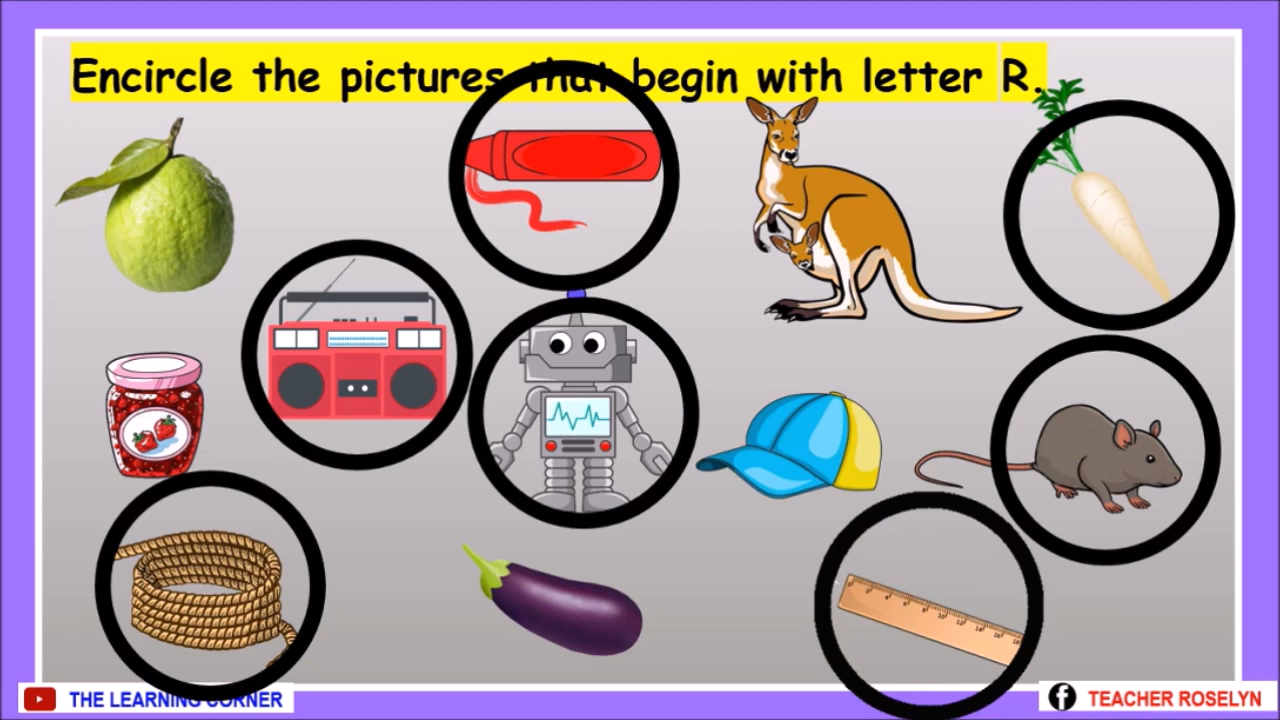 Encircle the pictures that begin with letter R.
THE LEARNING CORNER
TEACHER ROSELYN